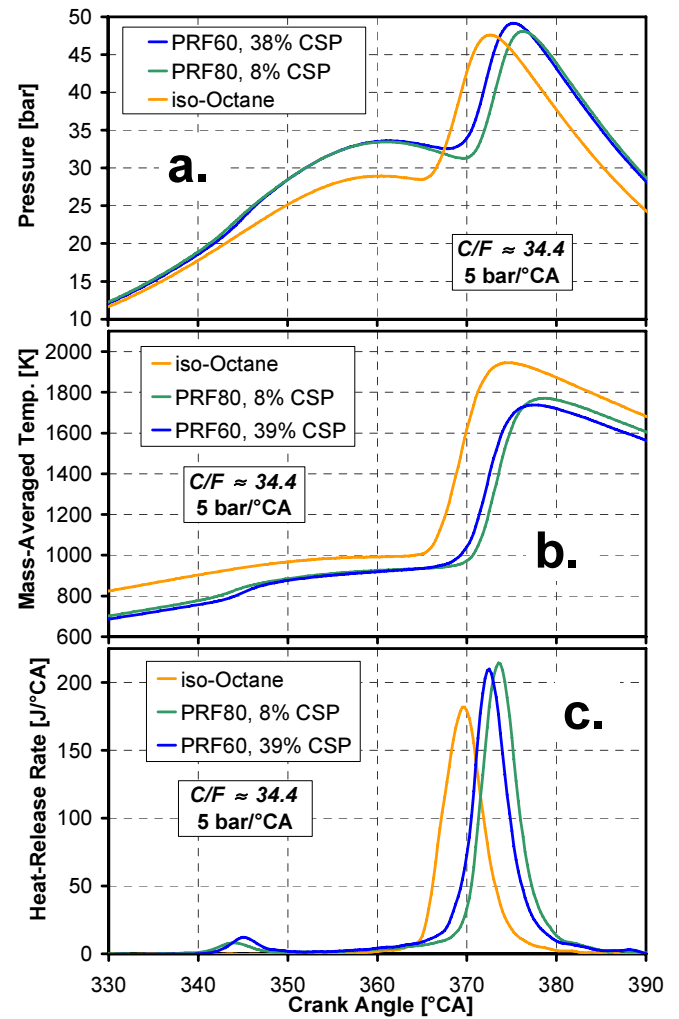 50
45
40
35
30
25
20
15
10
Pressure [bar]
PRF60, 38% CSP
PRF80, 8% CSP
iso-Octane
a.
C/F ≈ 34.4
5 bar/°CA
2000
1800
1600
1400
1200
1000
800
600
Mass-Averaged Temp. [K]
iso-Octane
PRF80, 8% CSP
PRF60, 39% CSP
C/F ≈ 34.4
5 bar/°CA
b.
200
150
100
50
0
Heat-Release Rate [J/°CA]
iso-Octane
PRF80, 8% CSP
PRF60, 39% CSP
C/F ≈ 34.4
5 bar/°CA
c.
330 340 350 360 370 380 390
Crank Angle [°CA]